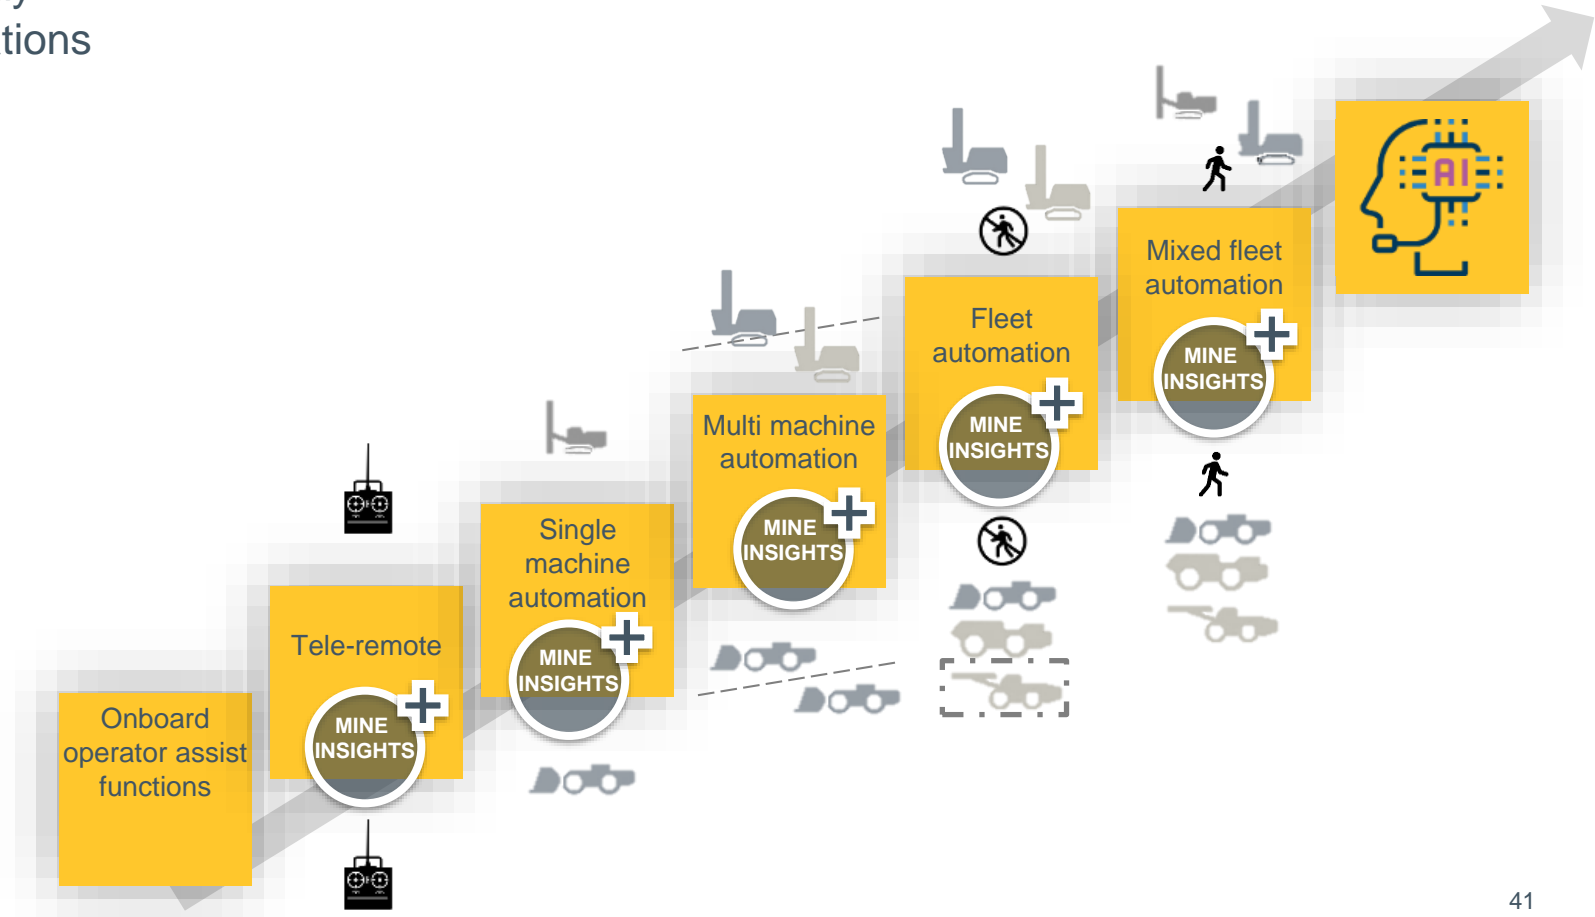 tions
Onboard
operator assist
functions
Tele-remote
MINE
INSIGHTS
Single
machine
automation
MINE
INSIGHTS
Multi machine
automation
MINE
INSIGHTS
Fleet
automation
MINE
INSIGHTS
Mixed fleet
automation
MINE
INSIGHTS
AI
41